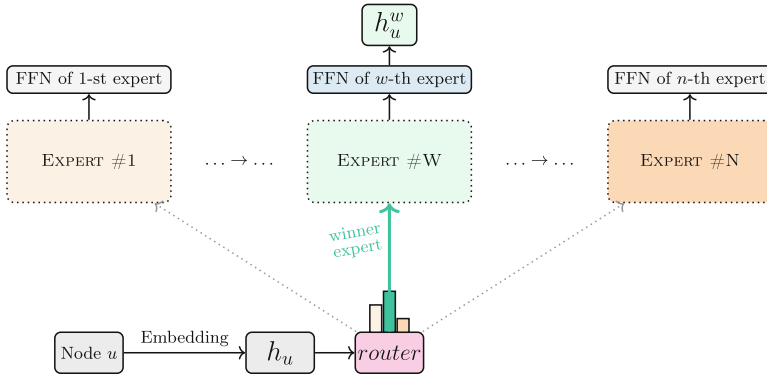 h_u^w
FFN of 1-st expert
FFN of w-th expert
FFN of n-th expert
EXPERT #1
... → ...
EXPERT #W
... → ...
EXPERT #N
winner
expert
Embedding
Node u
h_u
router